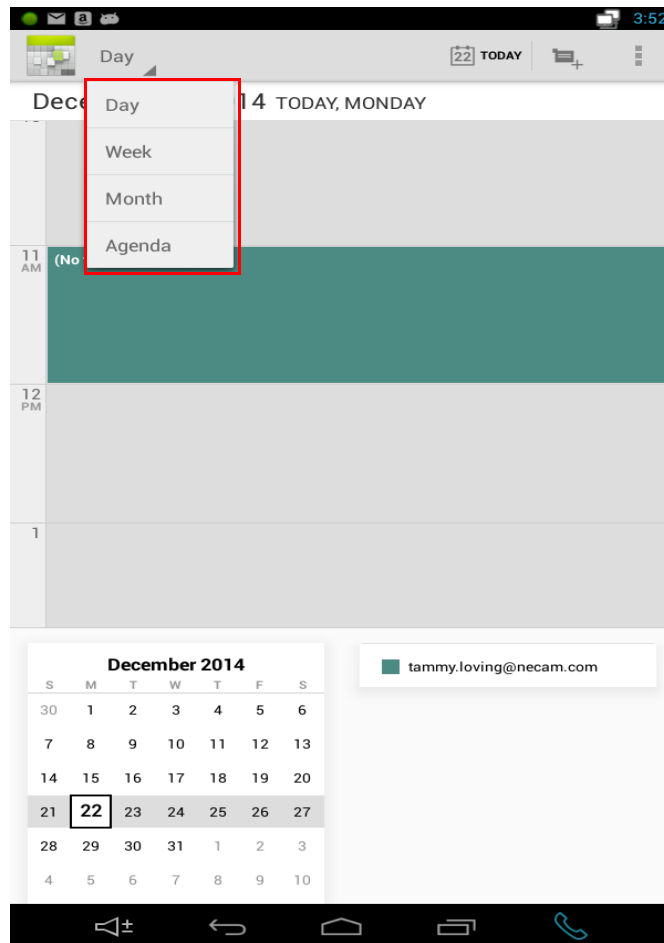 3:52
Day
22 TODAY
Dece 14 TODAY, MONDAY
Day
Week
Month
Agenda
11
AM
(No
12
PM
1
December 2014
S M T W T F S
30 1 2 3 4 5 6
7 8 9 10 11 12 13
14 15 16 17 18 19 20
21 22 23 24 25 26 27
28 29 30 31 1 2 3
4 5 6 7 8 9 10
tammy.loving@necam.com